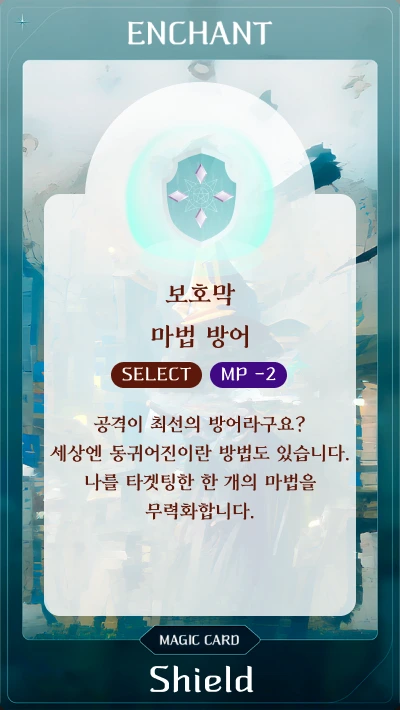 ENCHANT
보호막
마법 방어
SELECT MP -2
공격이 최선의 방어라구요?
세상엔 동귀어진이란 방법도 있습니다.
나를 타겟팅한 한 개의 마법을
무력화합니다.
MAGIC CARD
Shield